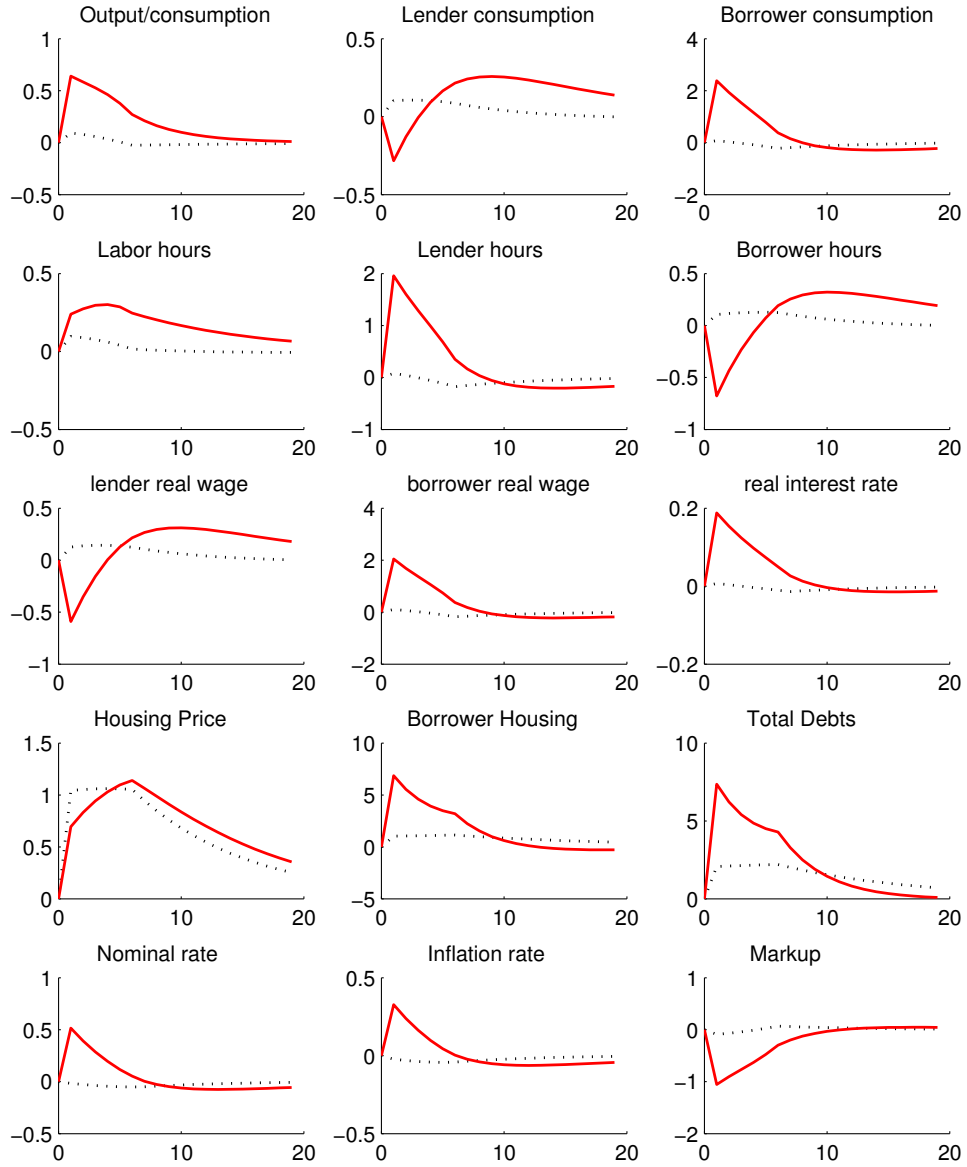 Output/consumption
1
0.5
0
−0.5
0 10 20
Lender consumption
0.5
0
−0.5
0 10 20
Borrower consumption
4
2
0
−2
0 10 20
Labor hours
0.5
0
−0.5
0 10 20
Lender hours
2
1
0
−1
0 10 20
Borrower hours
0.5
0
−0.5
−1
0 10 20
lender real wage
0.5
0
−0.5
−1
0 10 20
borrower real wage
4
2
0
−2
0 10 20
real interest rate
0.2
0
0.2
0 10 20
Housing Price
1.5
1
0.5
0
0 10 20
Borrower Housing
10
5
0
−5
0 10 20
Total Debts
10
5
0
0 10 20
Nominal rate
1
0.5
0
−0.5
0 10 20
Inflation rate
0.5
0
−0.5
0 10 20
Markup
1
0
−1
−2
0 10 20